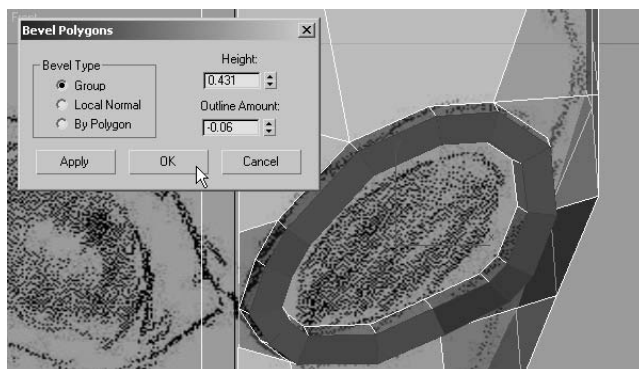 Bevel Polygons
Bevel Type
Group
Local Normal
By Polygon
Height:
0.431
Outline Amount:
-0.06
Apply
OK
Cancel